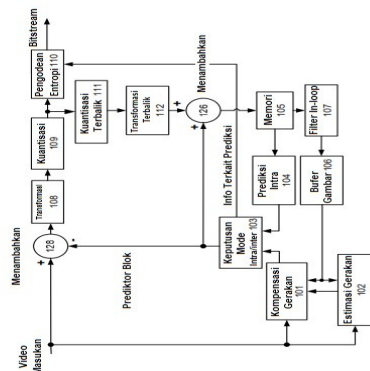 Video
Masukan
Menambahkan
+
128
-
Transformasi
108
Kuantisasi
109
Pengodean
Entropi 110
Bitstream
Kuantisasi
Terbalik 111
Transformasi
Terbalik
112
+
126
+
Menambahkan
Info Terkait Prediksi
Prediktor Blok
Memori
105
Filter In-loop
107
Prediksi
Intra
104
Bufer
Gambar 106
Keputusan
Mode
Intra/inter 103
Kompensasi
Gerakan
101
Estimasi Gerakan
102